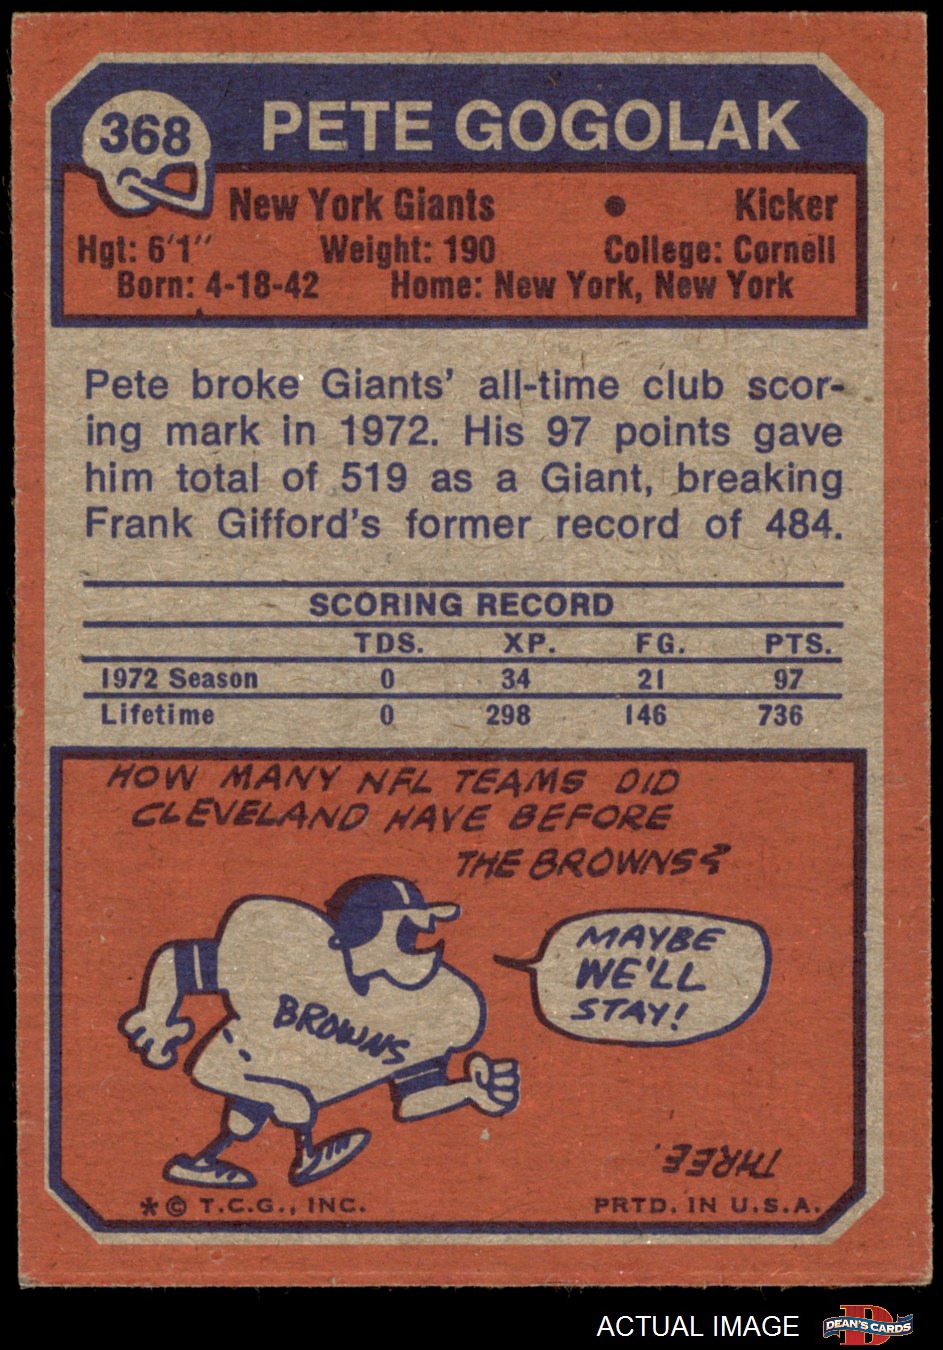 368
PETE GOGOLAK
New York Giants • Kicker
Hgt: 6'1" Weight: 190 College: Cornell
Born: 4-18-42 Home: New York, New York
Pete broke Giants' all-time club scor-
ing mark in 1972. His 97 points gave
him total of 519 as a Giant, breaking
Frank Gifford's former record of 484.
SCORING RECORD
TDS. XP. FG. PTS.
1972 Season 0 34 21 97
Lifetime 0 298 146 736
HOW MANY NFL TEAMS DID
CLEVELAND HAVE BEFORE
THE BROWNS?
MAYBE
WE'LL
STAY!
BROWNS
THREE.
*© T.C.G., INC. PRTD. IN U.S.A.
ACTUAL IMAGE
D
DEAN'S CARDS